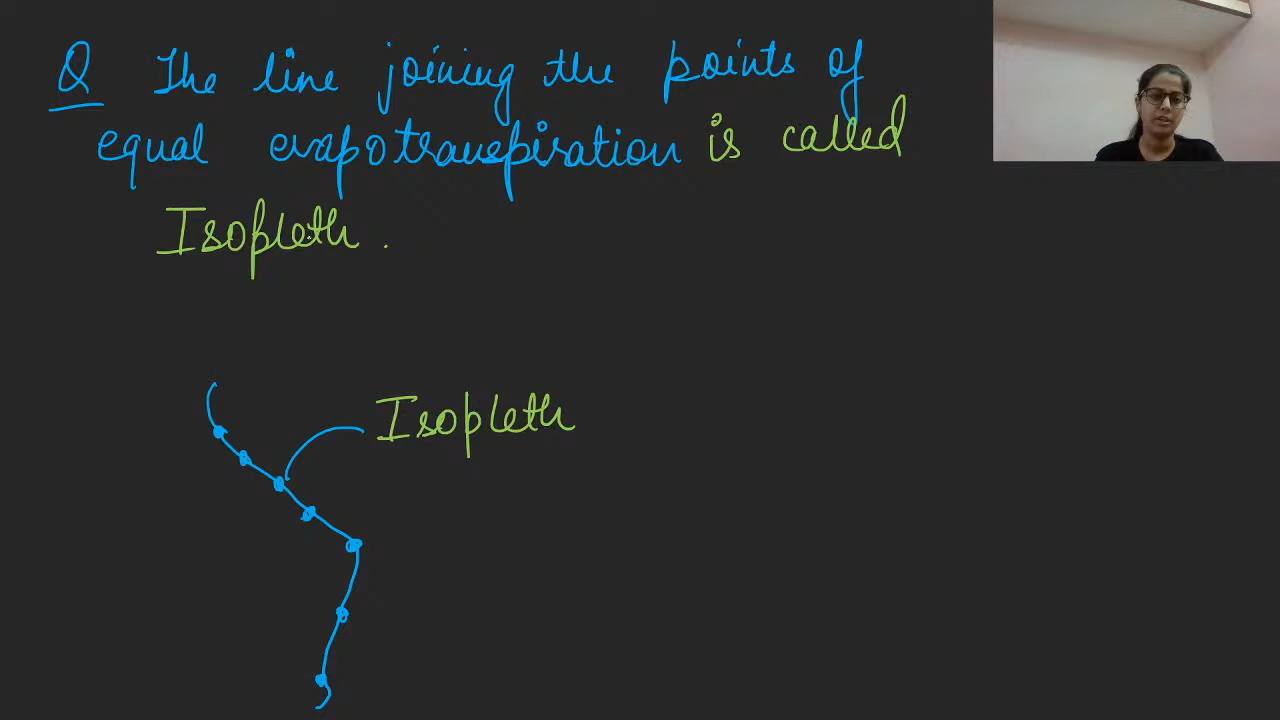 Q The line joining the points of
equal evapotranspiration is called
Isopleth.
Isopleth